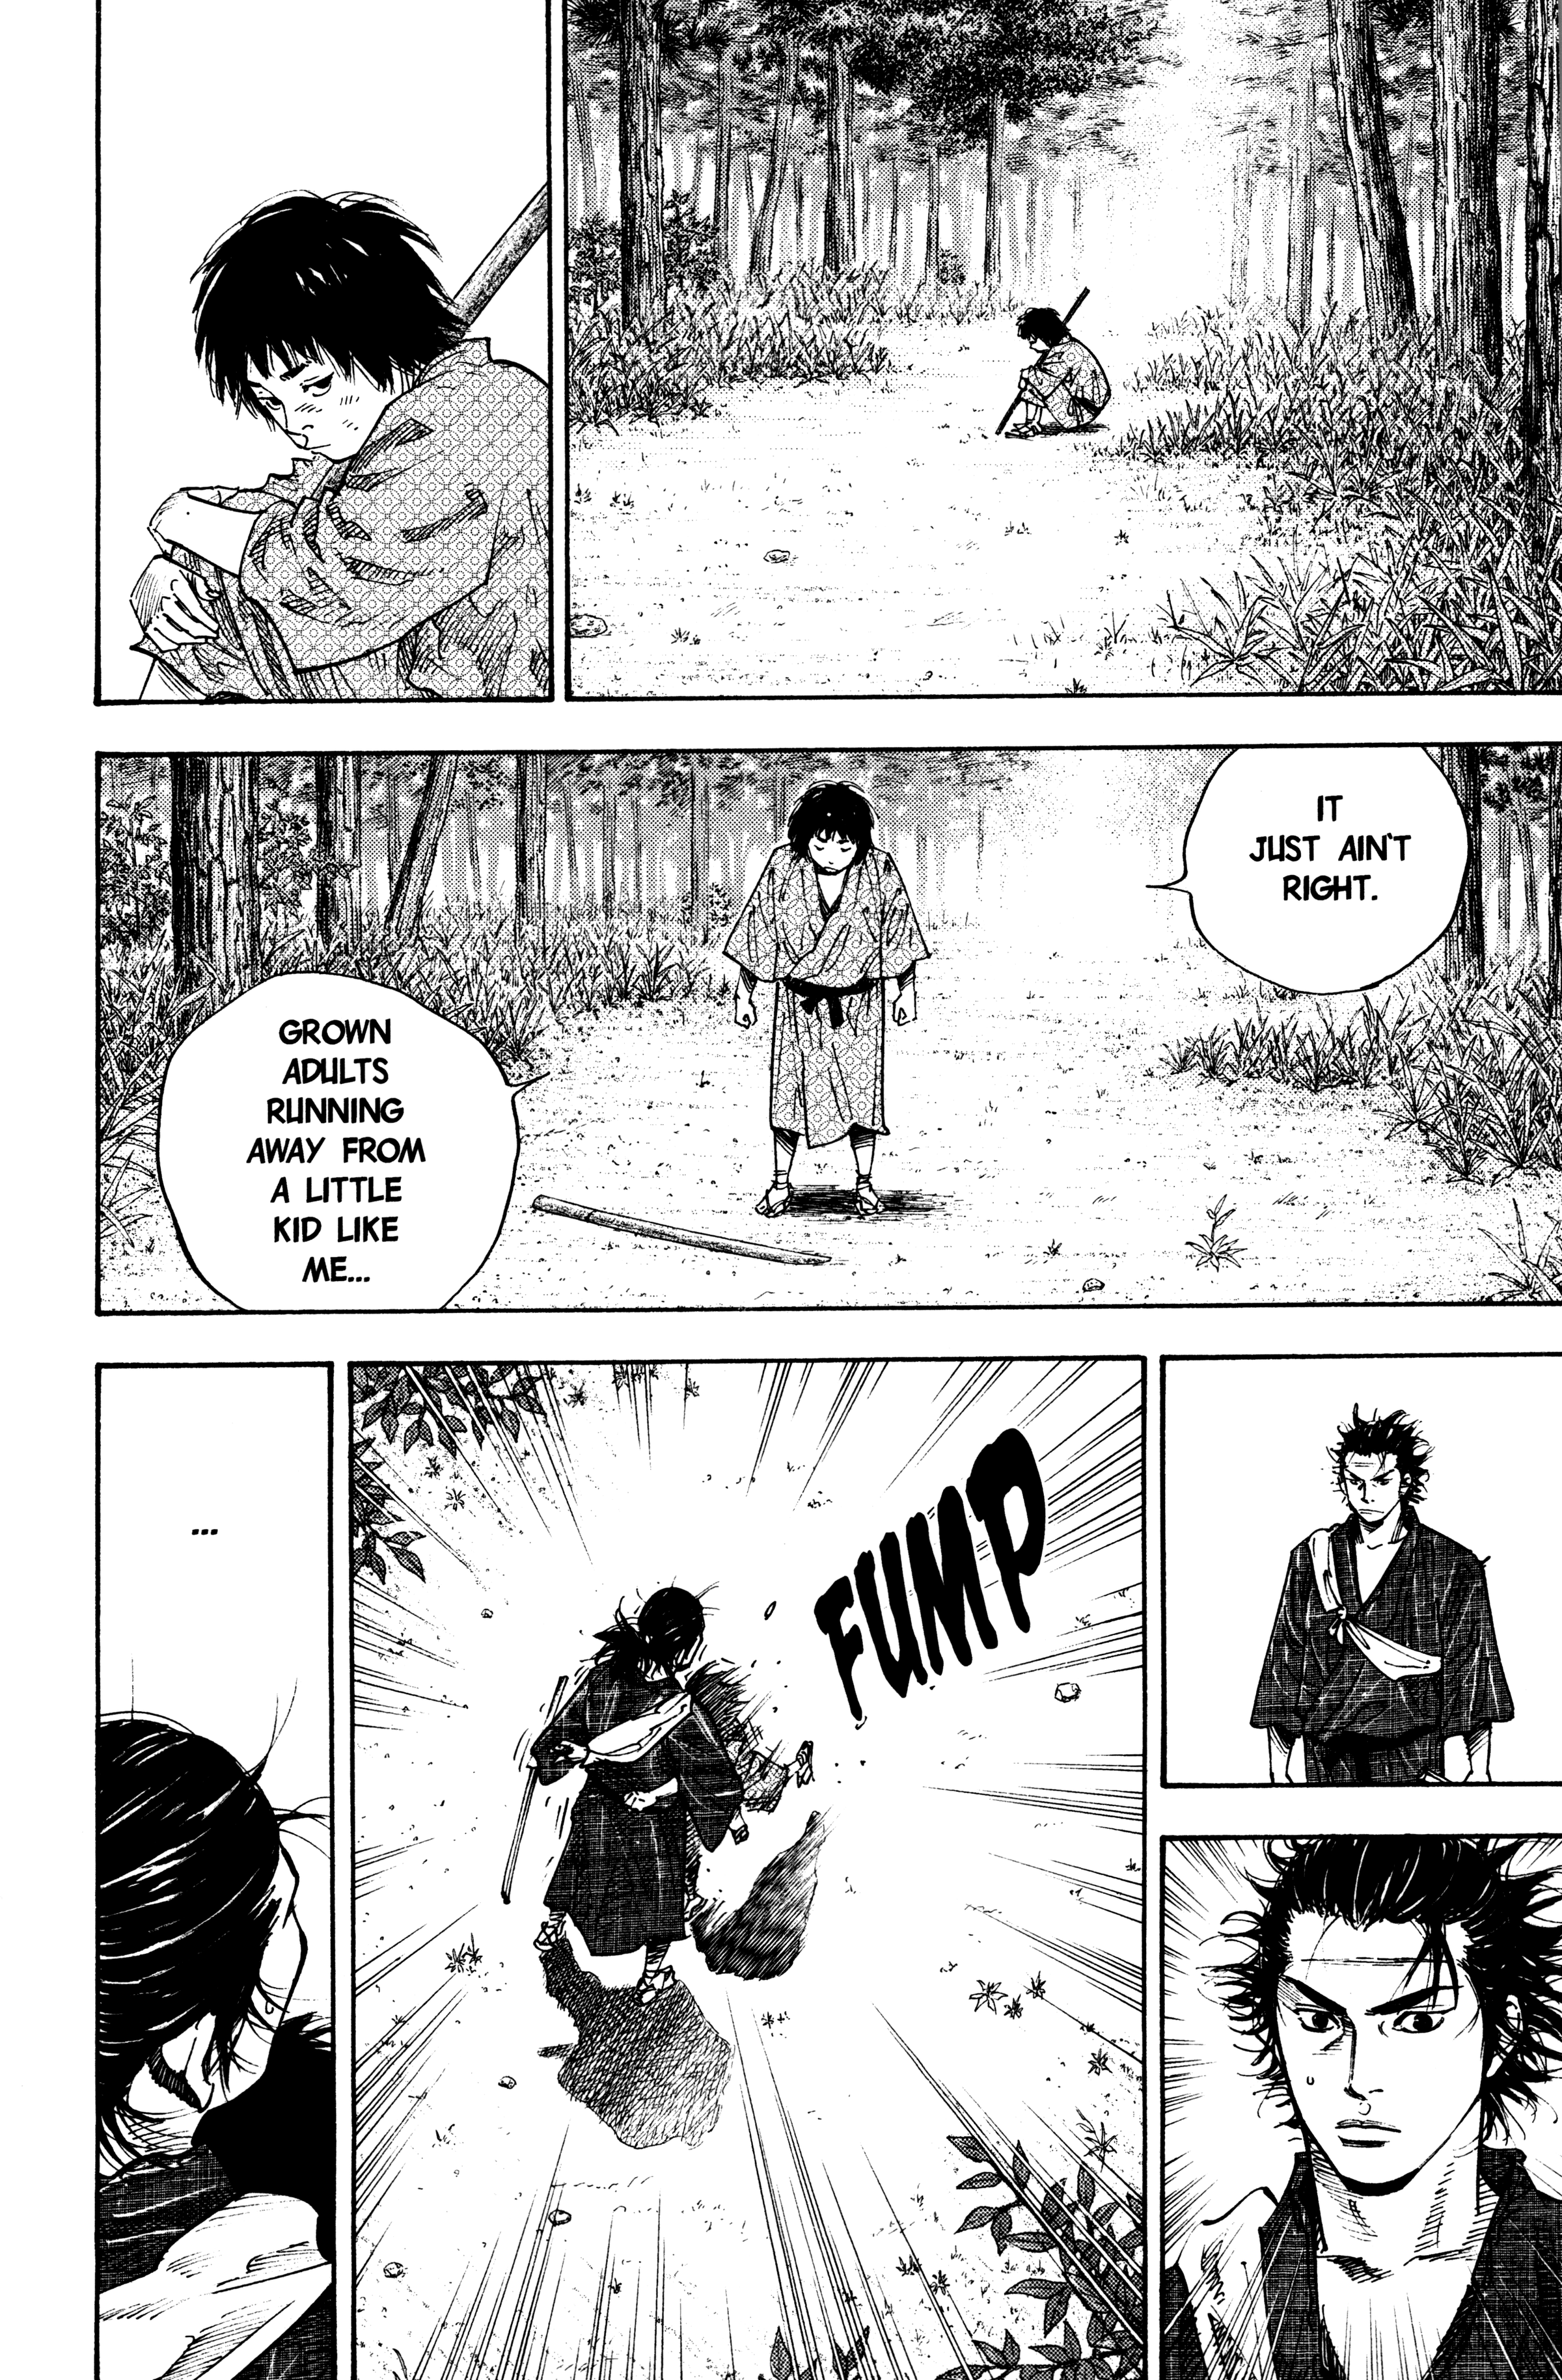 IT
JUST AIN'T
RIGHT.
GROWN
ADULTS
RUNNING
AWAY FROM
A LITTLE
KID LIKE
ME...
FUMP
...